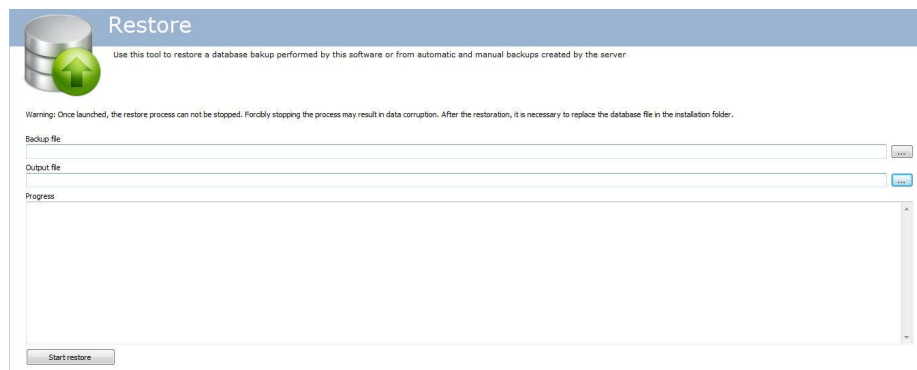 Restore
Use this tool to restore a database bakup performed by this software or from automatic and manual backups created by the server
Warning: Once launched, the restore process can not be stopped. Forcibly stopping the process may result in data corruption. After the restoration, it is necessary to replace the database file in the installation folder.
Backup file
...
Output file
...
Progress
Start restore